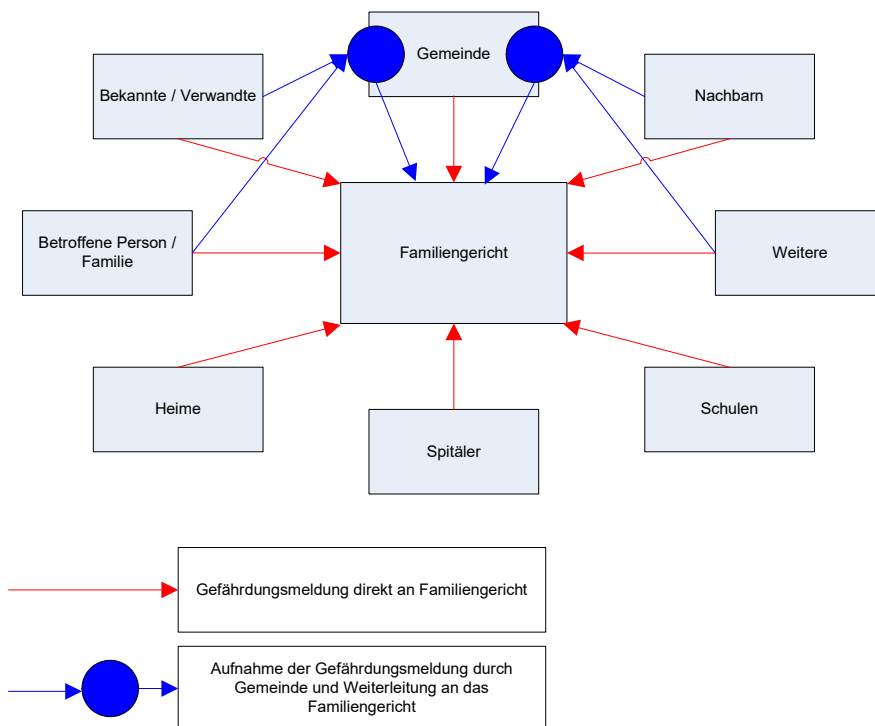 Gemeinde
Bekannte / Verwandte
Nachbarn
Betroffene Person /
Familie
Familiengericht
Weitere
Heime
Spitäler
Schulen
Gefährdungsmeldung direkt an Familiengericht
Aufnahme der Gefährdungsmeldung durch
Gemeinde und Weiterleitung an das
Familiengericht